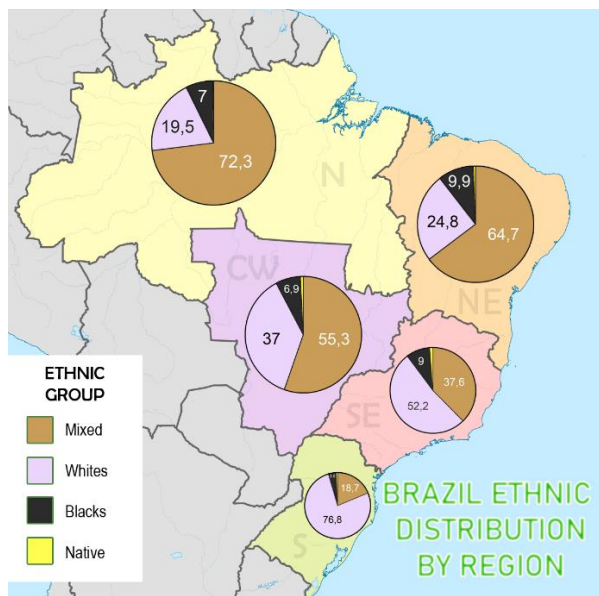 7
19,5
72,3
N
9,9
24,8
64,7
NE
CW
6,9
37
55,3
9
37,6
52,2
SE
18,7
76,8
S
ETHNIC
GROUP
Mixed
Whites
Blacks
Native
BRAZIL ETHNIC
DISTRIBUTION
BY REGION